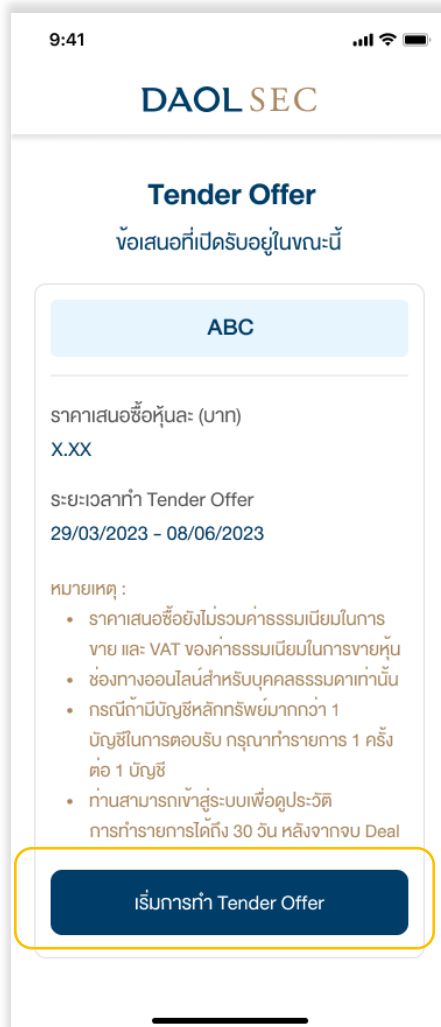 9:41
DAOL SEC
Tender Offer
ข้อเสนอที่เปิดรับอยู่ในขณะนี้
ABC
ราคาเสนอซื้อหุ้นละ (บาท)
X.XX
ระยะเวลาทำ Tender Offer
29/03/2023 - 08/06/2023
หมายเหตุ :
• ราคาเสนอซื้อยังไม่รวมค่าธรรมเนียมในการ
ขาย และ VAT ของค่าธรรมเนียมในการขายหุ้น
• ช่องทางออนไลน์สำหรับบุคคลธรรมดาเท่านั้น
• กรณีถ้ามีบัญชีหลักทรัพย์มากกว่า 1
บัญชีในการตอบรับ กรุณาทำรายการ 1 ครั้ง
ต่อ 1 บัญชี
• ท่านสามารถเข้าสู่ระบบเพื่อดูประวัติ
การทำรายการได้ถึง 30 วัน หลังจากจบ Deal
เริ่มการทำ Tender Offer